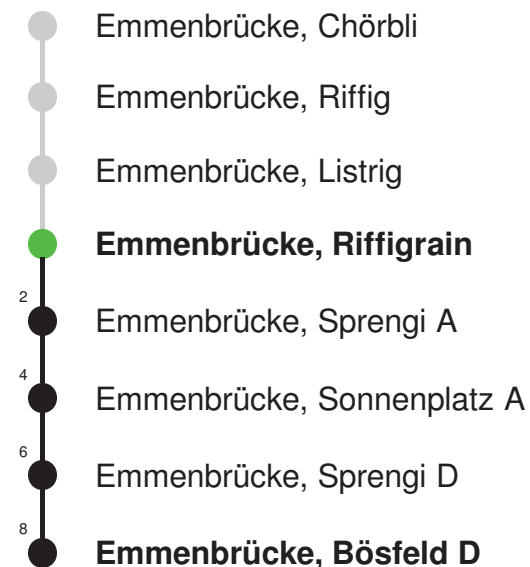 Emmenbrücke, Chörbli
Emmenbrücke, Riffig
Emmenbrücke, Listrig
Emmenbrücke, Riffigrain
2
Emmenbrücke, Sprengi A
4
Emmenbrücke, Sonnenplatz A
6
Emmenbrücke, Sprengi D
8
Emmenbrücke, Bösfeld D